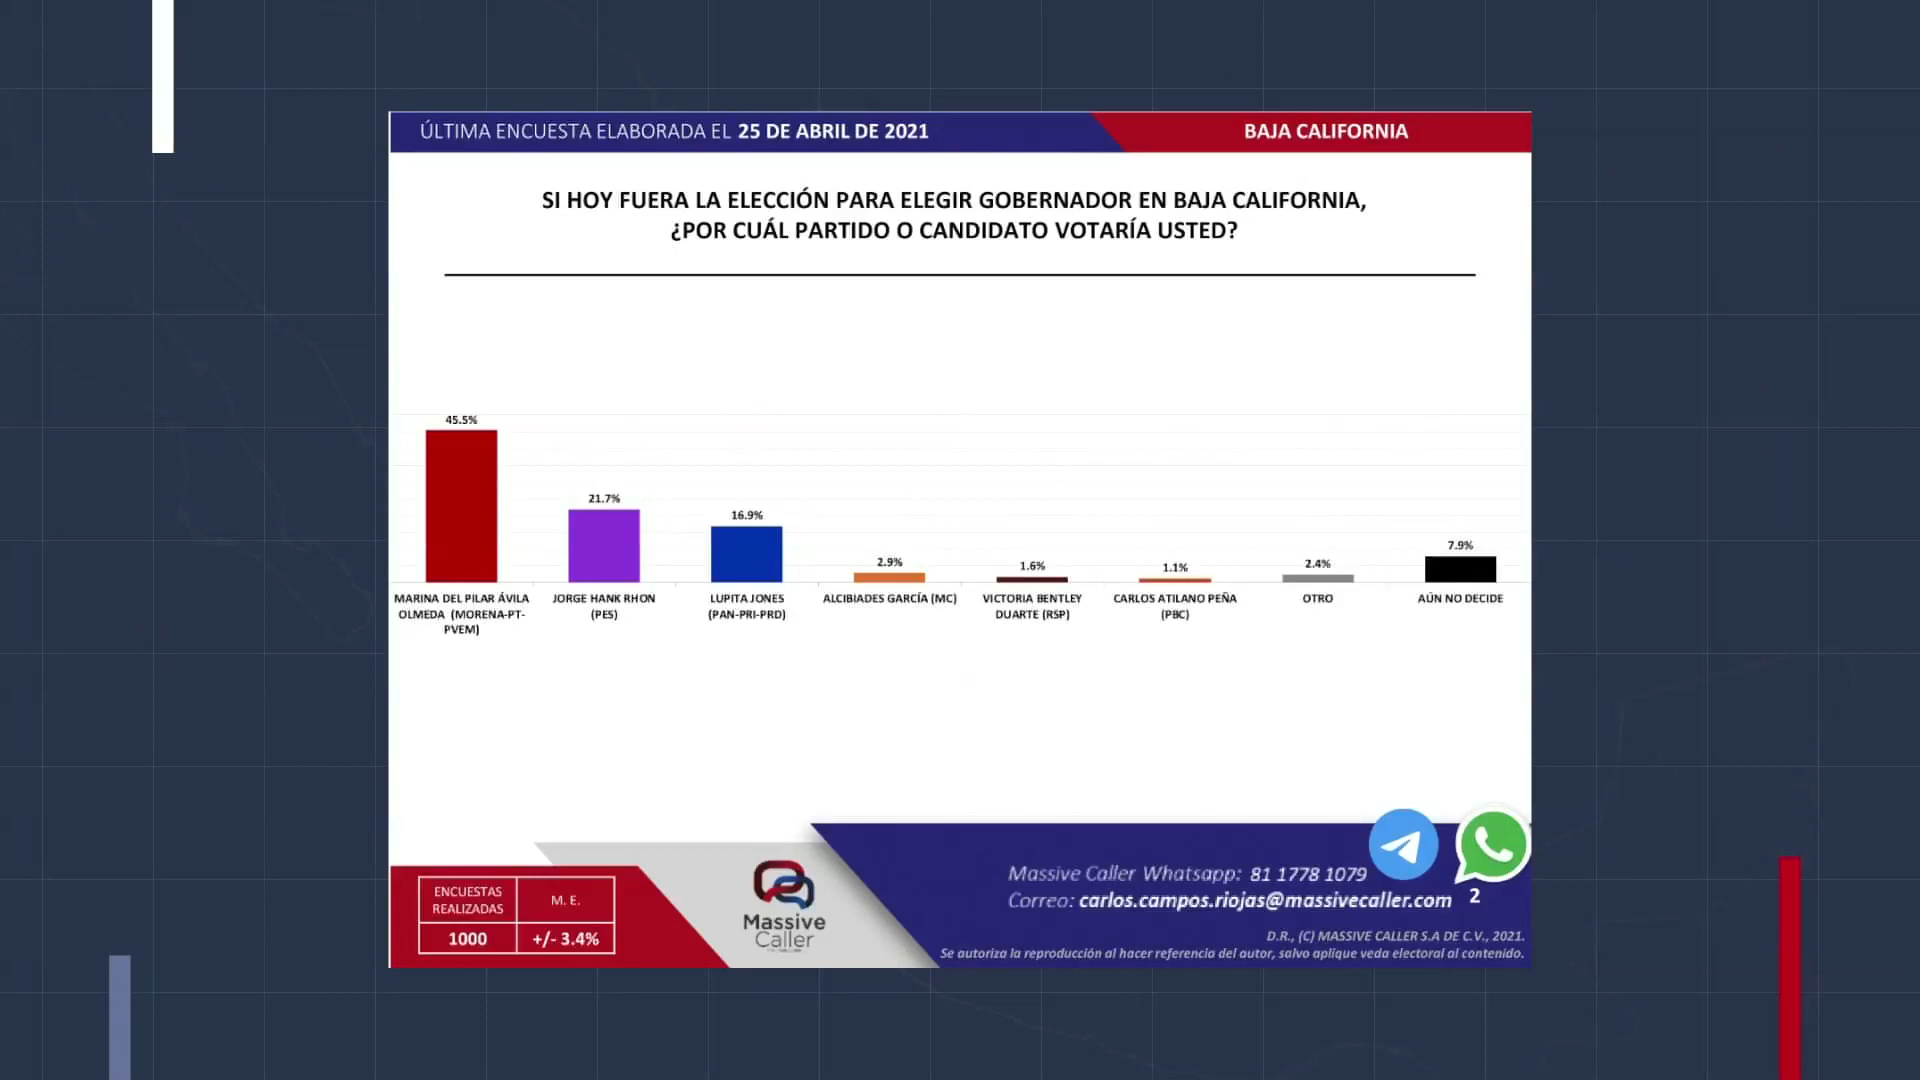 ÚLTIMA ENCUESTA ELABORADA EL 25 DE ABRIL DE 2021
BAJA CALIFORNIA
SI HOY FUERA LA ELECCIÓN PARA ELEGIR GOBERNADOR EN BAJA CALIFORNIA,
¿POR CUÁL PARTIDO O CANDIDATO VOTARÍA USTED?
45.5%
21.7%
16.9%
2.9%
1.6%
1.1%
2.4%
7.9%
MARINA DEL PILAR ÁVILA
OLMEDA (MORENA-PT-
PVEM)
JORGE HANK RHON
(PES)
LUPITA JONES
(PAN-PRI-PRD)
ALCIBIADES GARCÍA (MC)
VICTORIA BENTLEY
DUARTE (RSP)
CARLOS ATILANO PEÑA
(PBC)
OTRO
AÚN NO DECIDE
ENCUESTAS
REALIZADAS
M. E.
1000
+/- 3.4%
Massive
Caller
Massive Caller Whatsapp: 81 1778 1079
Correo: carlos.campos.riojas@massivecaller.com
2
D.R., (C) MASSIVE CALLER S.A DE C.V., 2021.
Se autoriza la reproducción al hacer referencia del autor, salvo aplique veda electoral al contenido.